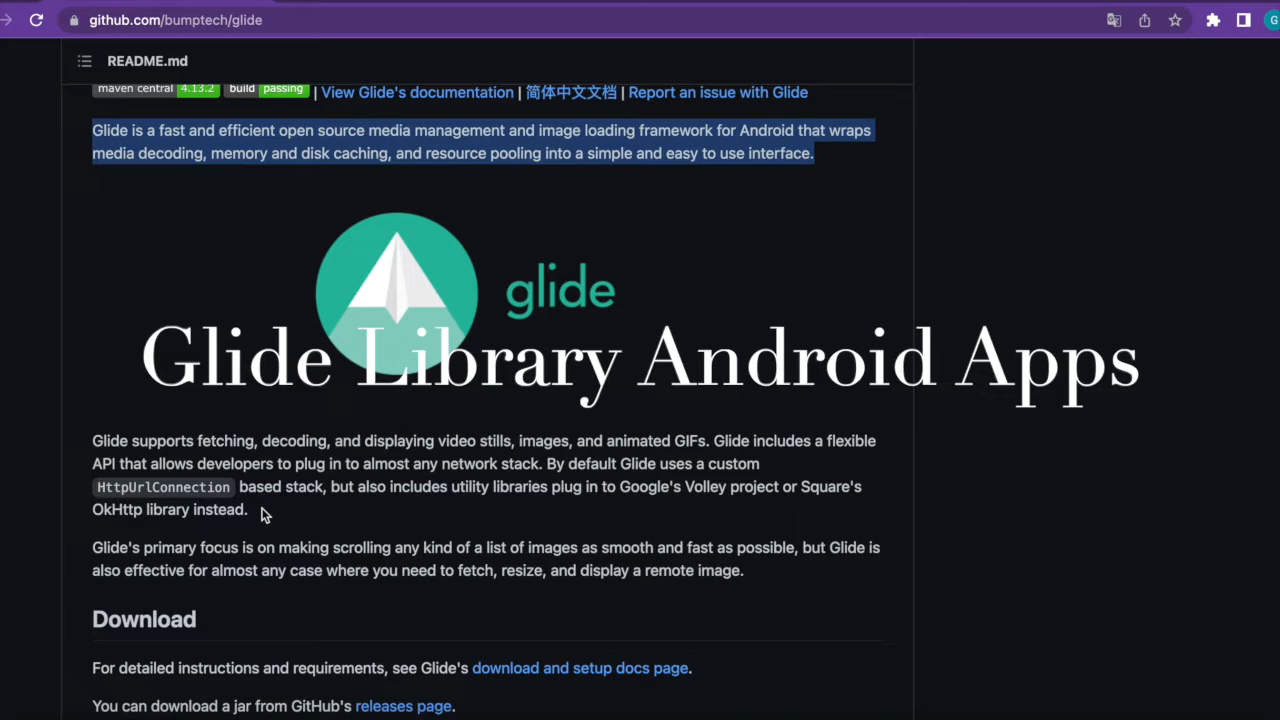 github.com/bumptech/glide
G
README.md
maven central 4.13.2 build passing | View Glide's documentation | 简体中文文档 | Report an issue with Glide
Glide is a fast and efficient open source media management and image loading framework for Android that wraps
media decoding, memory and disk caching, and resource pooling into a simple and easy to use interface.
glide
Glide Library Android Apps
Glide supports fetching, decoding, and displaying video stills, images, and animated GIFs. Glide includes a flexible
API that allows developers to plug in to almost any network stack. By default Glide uses a custom
HttpUrlConnection based stack, but also includes utility libraries plug in to Google's Volley project or Square's
OkHttp library instead.
Glide's primary focus is on making scrolling any kind of a list of images as smooth and fast as possible, but Glide is
also effective for almost any case where you need to fetch, resize, and display a remote image.
Download
For detailed instructions and requirements, see Glide's download and setup docs page.
You can download a jar from GitHub's releases page.